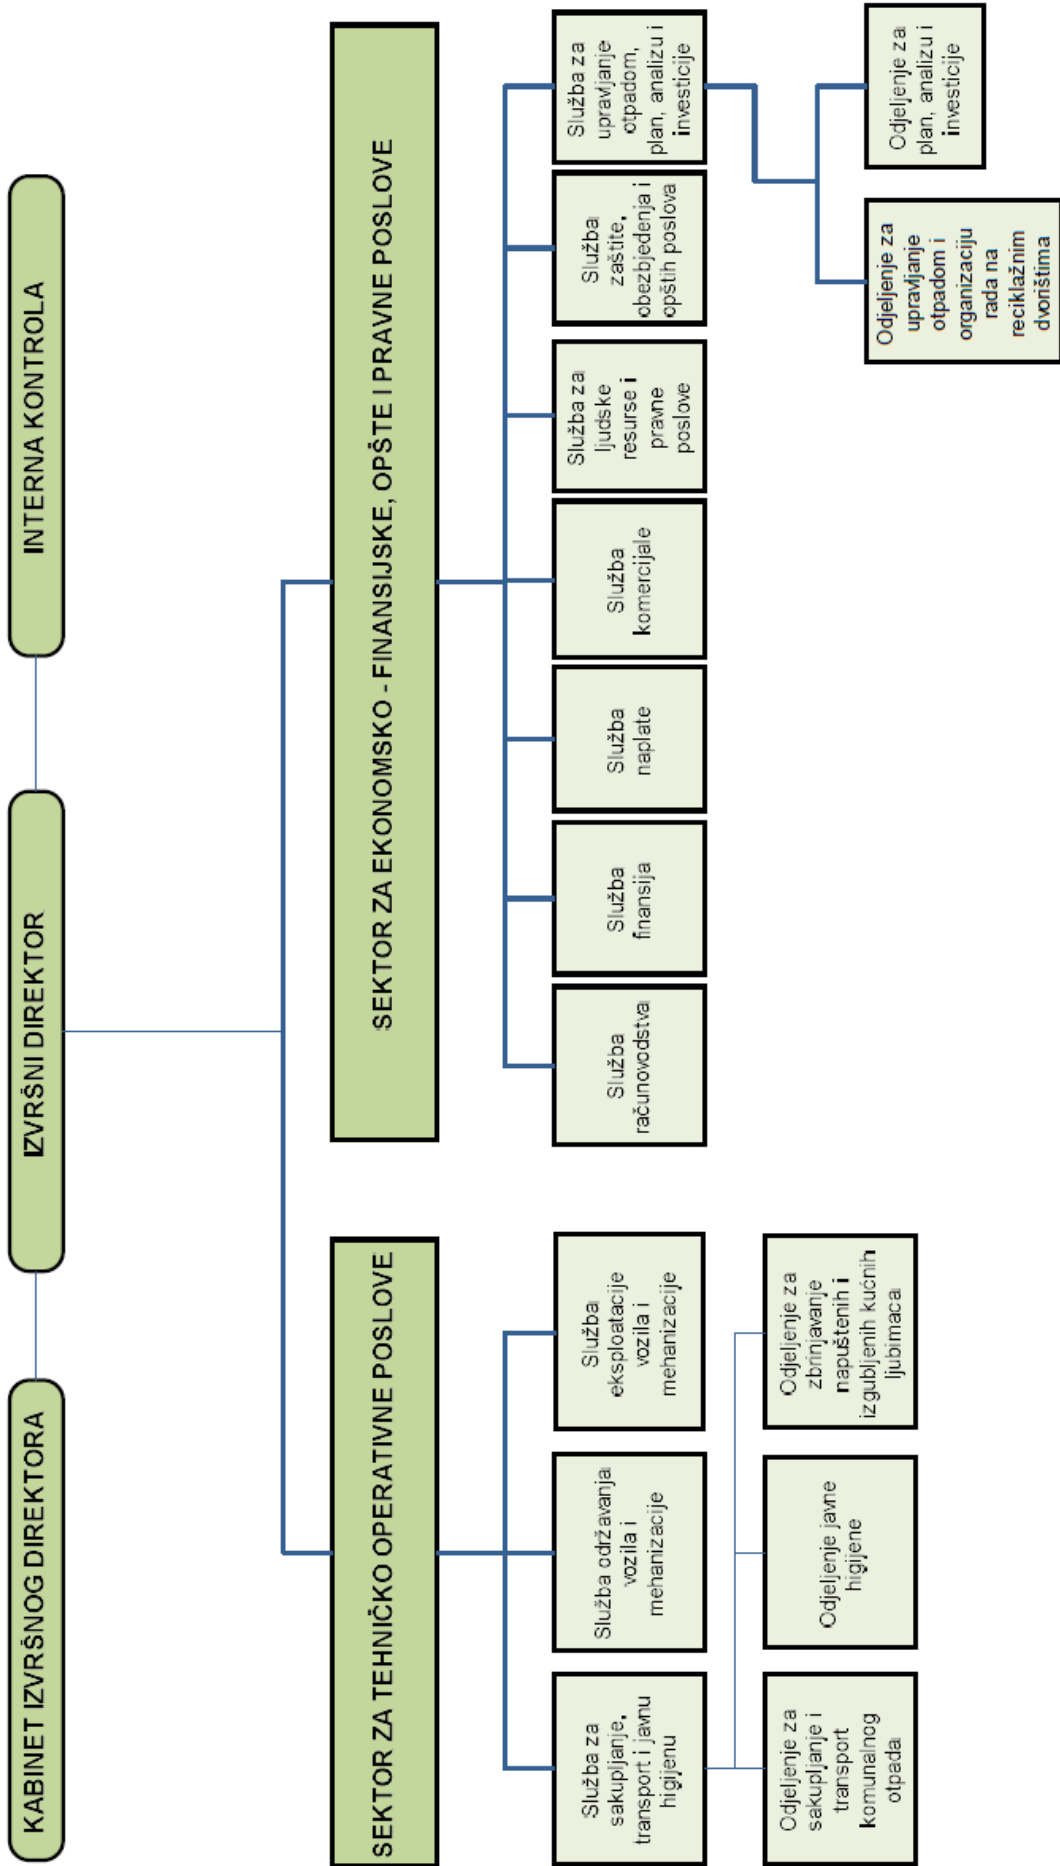 KABINET IZVRŠNOG DIREKTORA
IZVRŠNI DIREKTOR
INTERNA KONTROLA
SEKTOR ZA TEHNIČKO OPERATIVNE POSLOVE
SEKTOR ZA EKONOMSKO - FINANSIJSKE, OPŠTE I PRAVNE POSLOVE
Služba za
sakupljanje,
transport i javnu
higijenu
Služba održavanja
vozila i
mehanizacije
Služba
eksploatacije
vozila i
mehanizacije
Služba
računovodstva
Služba
finansija
Služba
naplate
Služba
komercijale
Služba za
ljudske
resurse i
pravne
poslove
Služba
zaštite,
obezbjedenja i
opštih poslova
Služba za
upravljanje
otpadom,
plan, analizu i
investicije
Odjeljenje za
sakupljanje i
transport
komunalnog
otpada
Odjeljenje javne
higijene
Odjeljenje za
zbrinjavanje
napuštenih i
izgubljenih kućnih
ljubimaca
Odjeljenje za
upravljanje
otpadom i
organizaciju
rada na
reciklažnim
dvorištima
Odjeljenje za
plan, analizu i
investicije